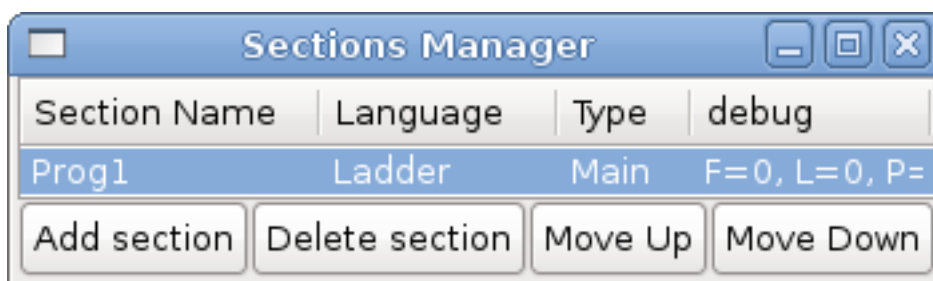 Sections Manager
Section Name Language Type debug
Prog1 Ladder Main F=0, L=0, P=
Add section Delete section Move Up Move Down